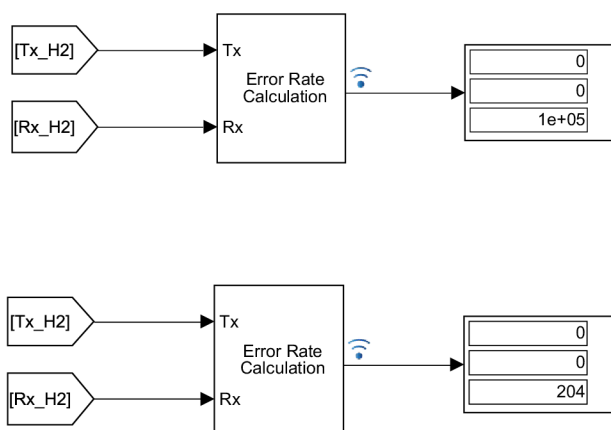 [Tx_H2]
Tx
0
Error Rate
Calculation
0
[Rx_H2]
Rx
1e+05
[Tx_H2]
Tx
0
Error Rate
Calculation
0
[Rx_H2]
Rx
204